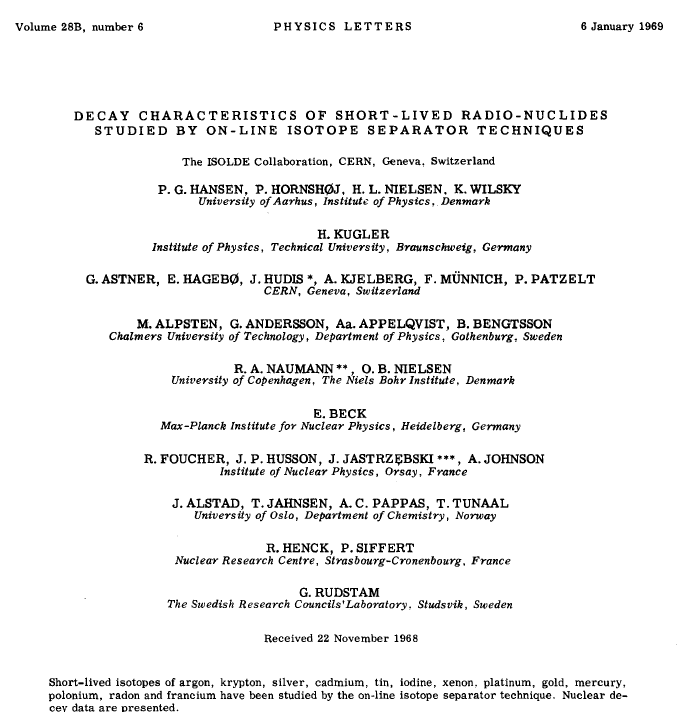 Volume 28B, number 6 PHYSICS LETTERS 6 January 1969
DECAY CHARACTERISTICS OF SHORT-LIVED RADIO-NUCLIDES
STUDIED BY ON-LINE ISOTOPE SEPARATOR TECHNIQUES
The ISOLDE Collaboration, CERN, Geneva, Switzerland
P. G. HANSEN, P. HORNSHØJ, H. L. NIELSEN, K. WILSKY
University of Aarhus, Institute of Physics, Denmark
H. KUGLER
Institute of Physics, Technical University, Braunschweig, Germany
G. ASTNER, E. HAGEBØ, J. HUDIS *, A. KJELBERG, F. MÜNNICH, P. PATZELT
CERN, Geneva, Switzerland
M. ALPSTEN, G. ANDERSSON, Aa. APPELQVIST, B. BENGTSSON
Chalmers University of Technology, Department of Physics, Gothenburg, Sweden
R. A. NAUMANN **, O. B. NIELSEN
University of Copenhagen, The Niels Bohr Institute, Denmark
E. BECK
Max-Planck Institute for Nuclear Physics, Heidelberg, Germany
R. FOUCHER, J. P. HUSSON, J. JASTRZĘBSKI ***, A. JOHNSON
Institute of Nuclear Physics, Orsay, France
J. ALSTAD, T. JAHNSEN, A. C. PAPPAS, T. TUNAAL
University of Oslo, Department of Chemistry, Norway
R. HENCK, P. SIFFERT
Nuclear Research Centre, Strasbourg-Cronenbourg, France
G. RUDSTAM
The Swedish Research Councils' Laboratory, Studsvik, Sweden
Received 22 November 1968
Short-lived isotopes of argon, krypton, silver, cadmium, tin, iodine, xenon, platinum, gold, mercury,
polonium, radon and francium have been studied by the on-line isotope separator technique. Nuclear de-
cey data are presented.